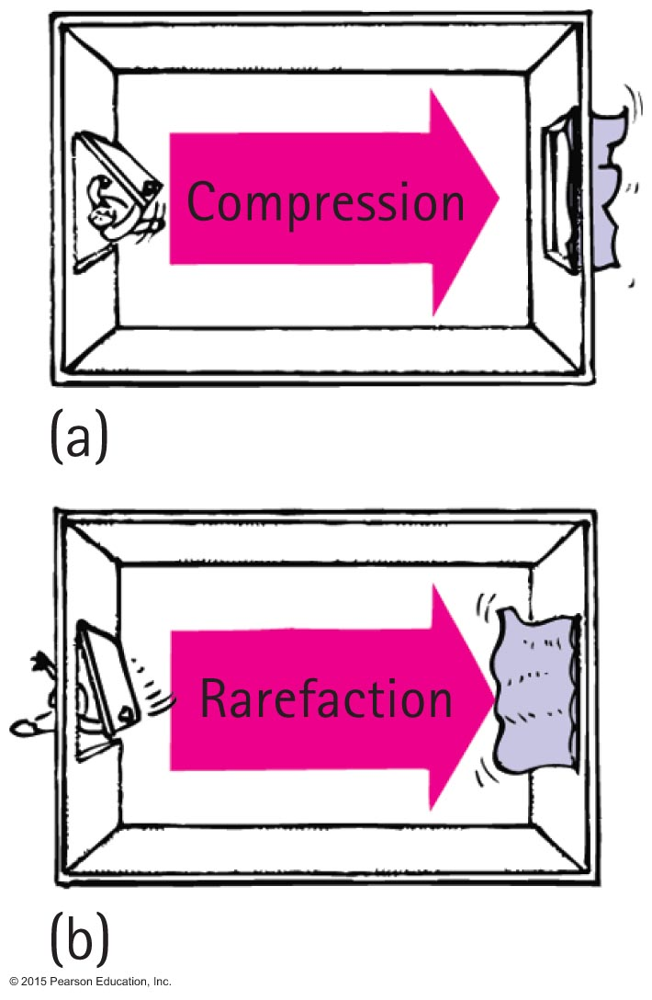 Compression
(a)
Rarefaction
(b)
© 2015 Pearson Education, Inc.